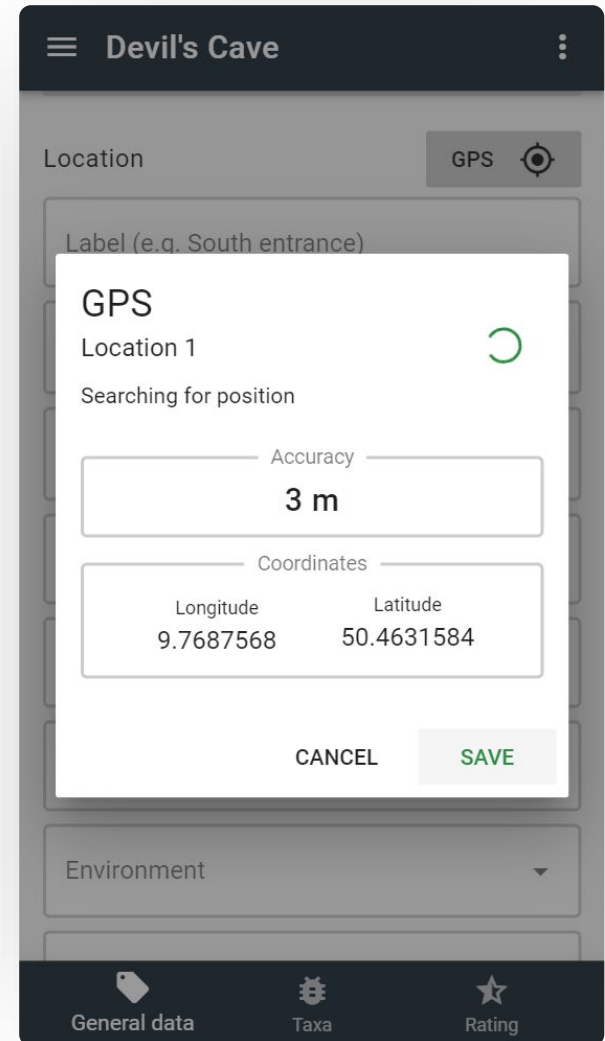 Devil's Cave
Location
GPS
Label (e.g. South entrance)
GPS
Location 1
Searching for position
Accuracy
3 m
Coordinates
Longitude Latitude
9.7687568 50.4631584
CANCEL SAVE
Environment
General data Taxa Rating